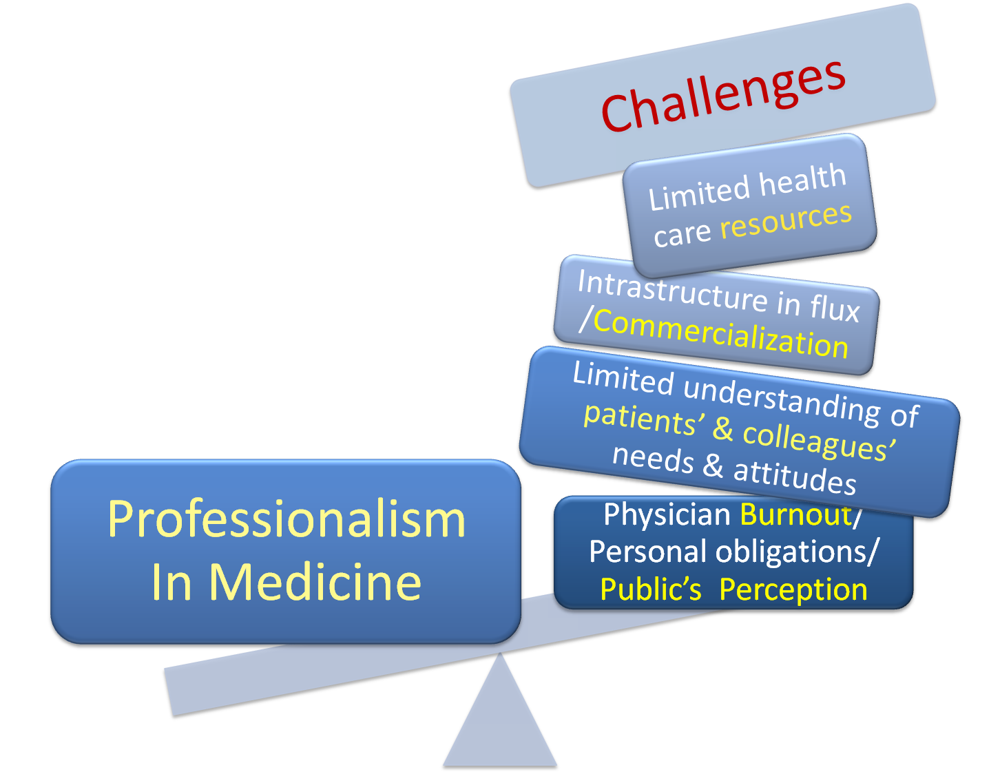 Challenges
Limited health
care resources
Intrastructure in flux
/Commercialization
Limited understanding of
patients’ & colleagues’
needs & attitudes
Physician Burnout/
Personal obligations/
Public’s Perception
Professionalism
In Medicine